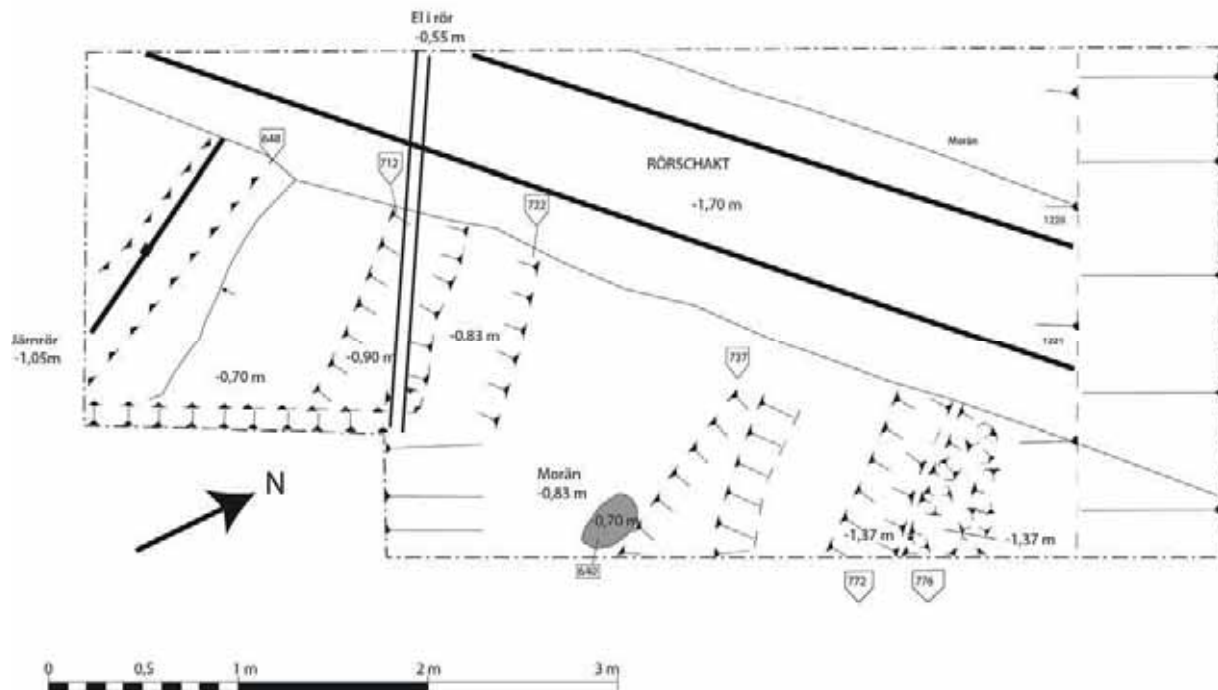 El i rör
-0,55 m
648
712
722
Morän
RÖRSCHAKT
-1,70 m
1220
1221
Järnrör
-1,05m
-0.83 m
-0,90 m
-0,70 m
737
N
Morän
-0,83 m
-0,70 m
640
-1,37 m
-1,37 m
772
776
0 0,5 1 m 2 m 3 m